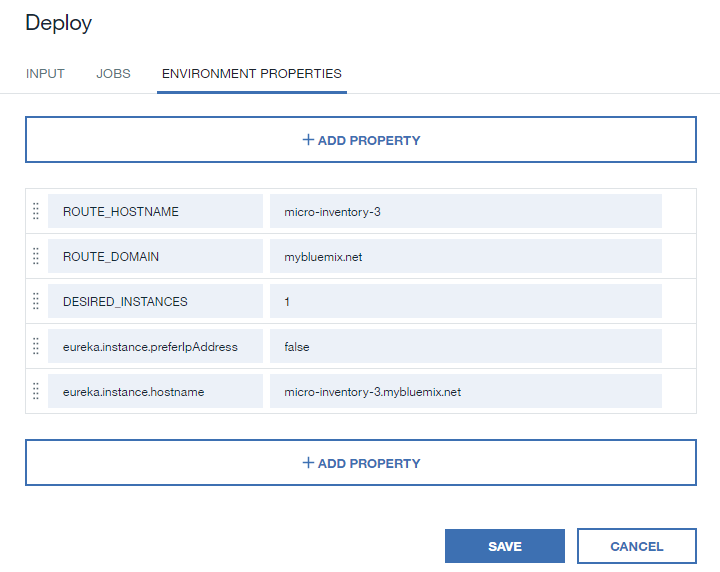 Deploy
INPUT JOBS ENVIRONMENT PROPERTIES
+ ADD PROPERTY
ROUTE_HOSTNAME micro-inventory-3
ROUTE_DOMAIN mybluemix.net
DESIRED_INSTANCES 1
eureka.instance.preferIpAddress false
eureka.instance.hostname micro-inventory-3.mybluemix.net
+ ADD PROPERTY
SAVE CANCEL